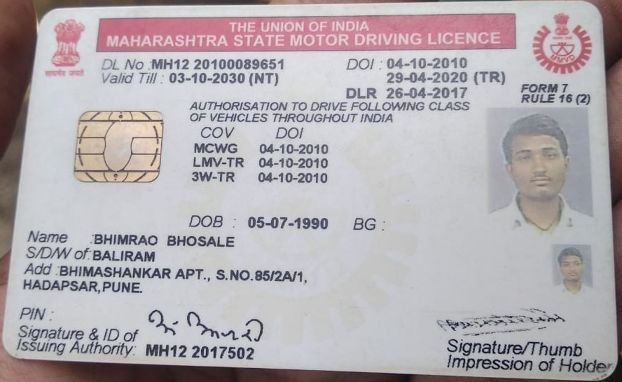 THE UNION OF INDIA
MAHARASHTRA STATE MOTOR DRIVING LICENCE
DL No :MH12 20100089651 DOI : 04-10-2010
Valid Till : 03-10-2030 (NT) 29-04-2020 (TR)
DLR 26-04-2017
FORM 7
RULE 16 (2)
AUTHORISATION TO DRIVE FOLLOWING CLASS
OF VEHICLES THROUGHOUT INDIA
COV DOI
MCWG 04-10-2010
LMV-TR 04-10-2010
3W-TR 04-10-2010
DOB : 05-07-1990 BG :
Name :BHIMRAO BHOSALE
S/D/W of:BALIRAM
Add :BHIMASHANKAR APT., S.NO.85/2A/1,
HADAPSAR,PUNE.
PIN :
Signature & ID of
Issuing Authority: MH12 2017502
Signature/Thumb
Impression of Holder